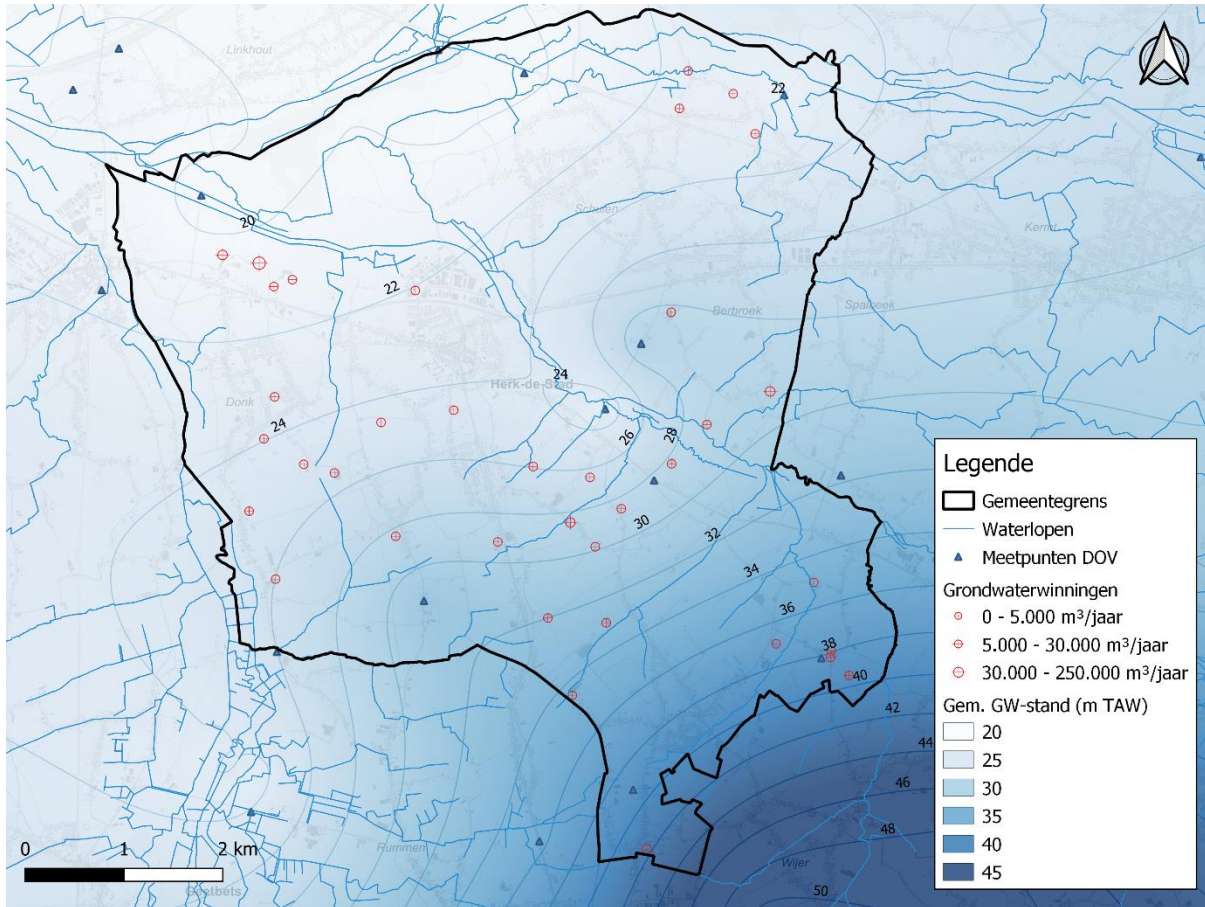 Linkhout
22
20
Schulen
Kermt
22
Berbroek
Spalbeek
24
Herk-de-Stad
Donk
24
26
28
30
32
34
36
38
40
42
44
46
48
50
Rummen
Wijer
Geetbets
0 1 2 km
Legende
Gemeentegrens
Waterlopen
Meetpunten DOV
Grondwaterwinningen
0 - 5.000 m³/jaar
5.000 - 30.000 m³/jaar
30.000 - 250.000 m³/jaar
Gem. GW-stand (m TAW)
20
25
30
35
40
45